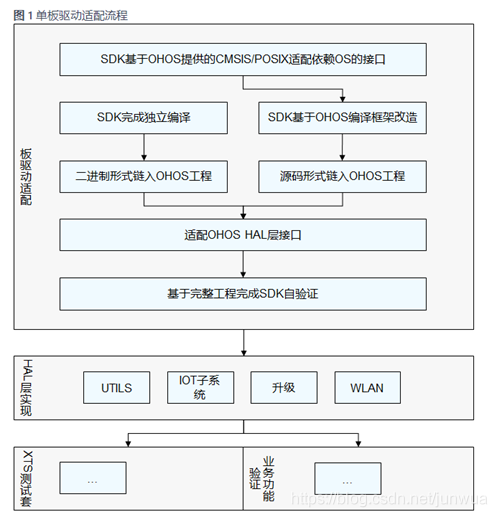 图 1 单板驱动适配流程
SDK基于OHOS提供的CMSIS/POSIX适配依赖OS的接口
SDK完成独立编译
SDK基于OHOS编译框架改造
板驱动适配
二进制形式链入OHOS工程
源码形式链入OHOS工程
适配OHOS HAL层接口
基于完整工程完成SDK自验证
HAL层实现
UTILS
IOT子系
统
升级
WLAN
XTS测试套
...
业务功能
验证
...
https://blog.csdn.net/junwua